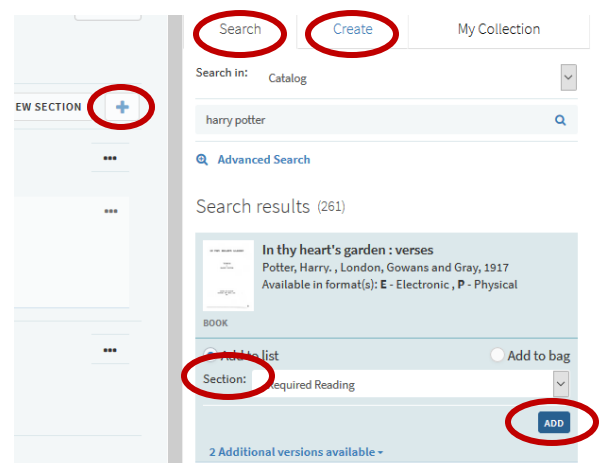 Search Create My Collection
Search in: Catalog
EW SECTION +
harry potter
•••
Advanced Search
•••
Search results (261)
In thy heart's garden : verses
Potter, Harry. , London, Gowans and Gray, 1917
Available in format(s): E - Electronic , P - Physical
BOOK
•••
Add to list Add to bag
Section: Required Reading
ADD
2 Additional versions available